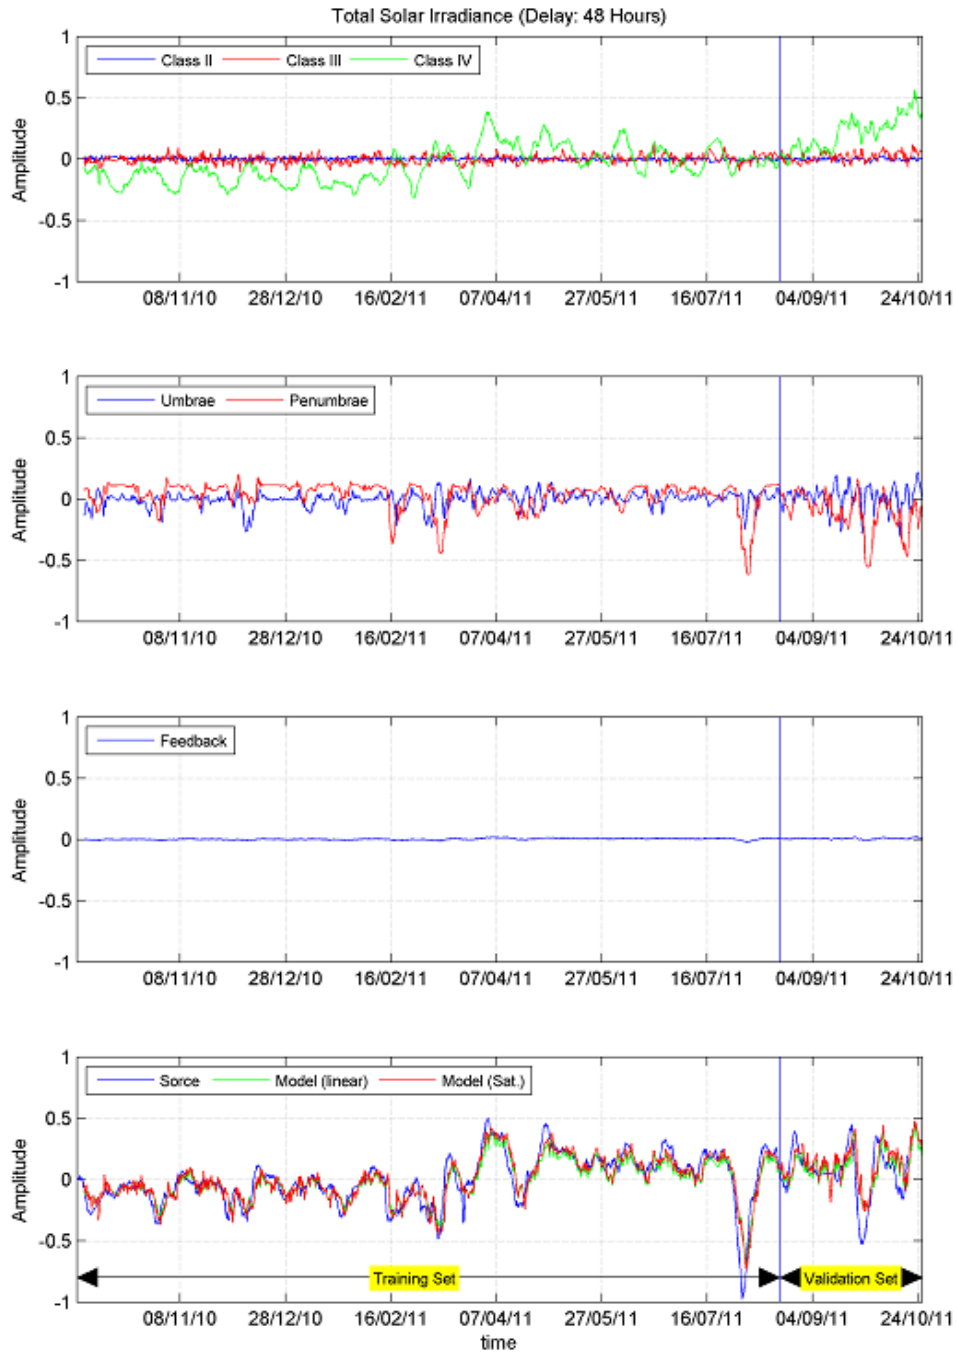 Total Solar Irradiance (Delay: 48 Hours)
1
Class II Class III Class IV
0.5
Amplitude
0
-0.5
-1
08/11/10 28/12/10 16/02/11 07/04/11 27/05/11 16/07/11 04/09/11 24/10/11
1
Umbrae Penumbrae
0.5
Amplitude
0
-0.5
-1
08/11/10 28/12/10 16/02/11 07/04/11 27/05/11 16/07/11 04/09/11 24/10/11
1
Feedback
0.5
Amplitude
0
-0.5
-1
08/11/10 28/12/10 16/02/11 07/04/11 27/05/11 16/07/11 04/09/11 24/10/11
1
Sorce Model (linear) Model (Sat.)
0.5
Amplitude
0
-0.5
Training Set Validation Set
-1
08/11/10 28/12/10 16/02/11 07/04/11 27/05/11 16/07/11 04/09/11 24/10/11
time